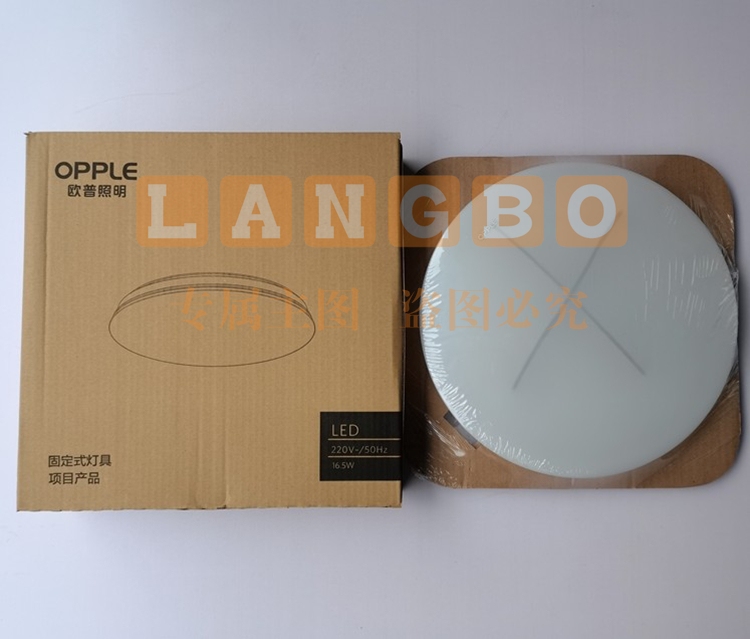 OPPLE
欧普照明
LANGBO
专属主图 盗图必究
LED
220V~/50Hz
16.5W
固定式灯具
项目产品